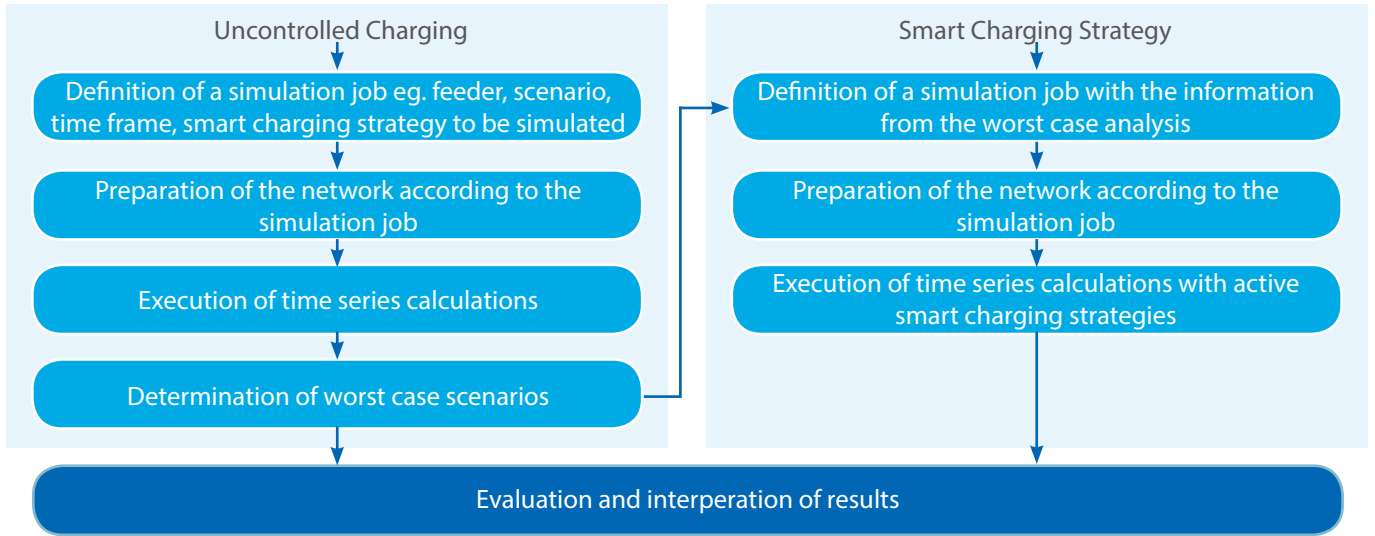 Uncontrolled Charging
Definition of a simulation job eg. feeder, scenario,
time frame, smart charging strategy to be simulated
Preparation of the network according to the
simulation job
Execution of time series calculations
Determination of worst case scenarios
Smart Charging Strategy
Definition of a simulation job with the information
from the worst case analysis
Preparation of the network according to the
simulation job
Execution of time series calculations with active
smart charging strategies
Evaluation and interperation of results